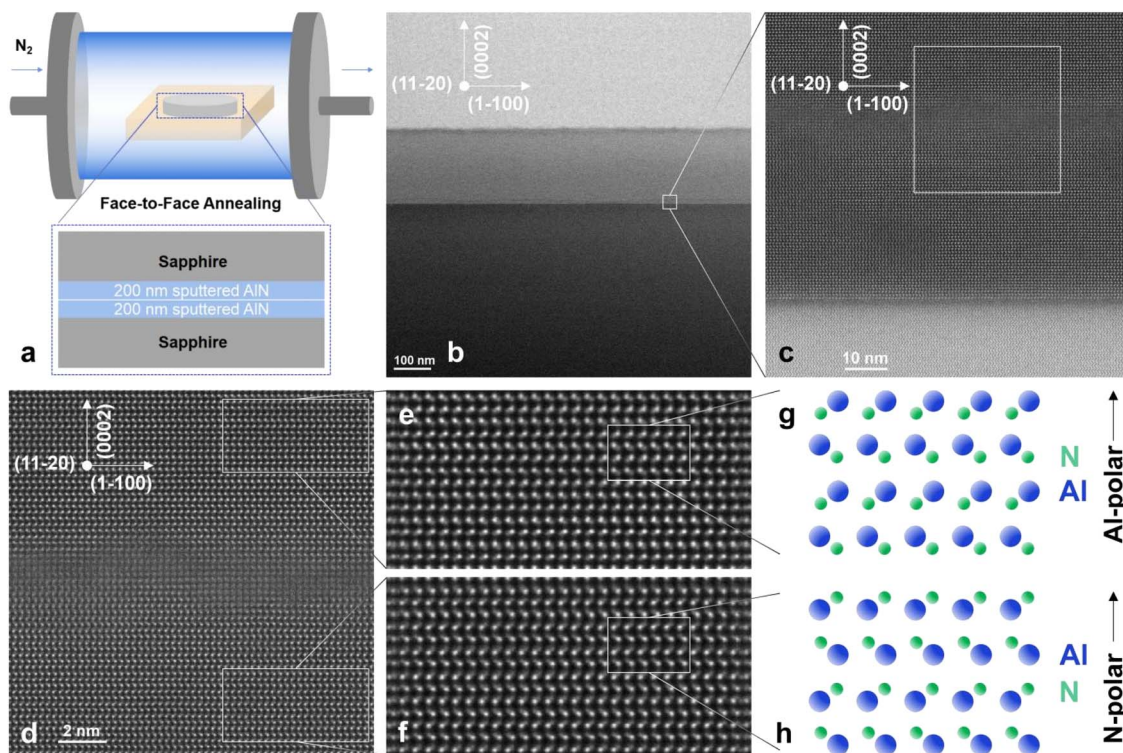 N2
Face-to-Face Annealing
Sapphire
200 nm sputtered AlN
200 nm sputtered AlN
Sapphire
a
(0002)
(11-20)
(1-100)
100 nm
b
(0002)
(11-20)
(1-100)
10 nm
c
(0002)
(11-20)
(1-100)
2 nm
d
e
f
g
N
Al
Al-polar
h
Al
N
N-polar